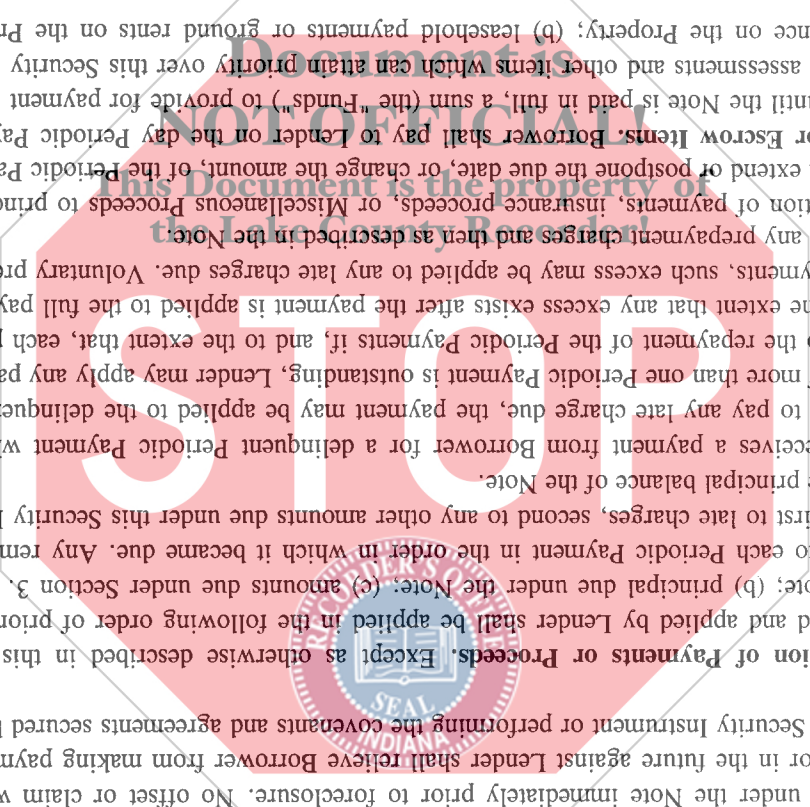 Document is
NOT OFFICIAL!
This Document is the property of
the Lake County Recorder!
STOP
RECORDER'S OFFICE
SEAL
INDIANA
under the Note immediately prior to foreclosure. No offset or claim w
or in the future against Lender shall relieve Borrower from making paym
Security Instrument or performing the covenants and agreements secured b
ion of Payments or Proceeds. Except as otherwise described in this
d and applied by Lender shall be applied in the following order of prior
ote; (b) principal due under the Note; (c) amounts due under Section 3.
o each Periodic Payment in the order in which it became due. Any rem
irst to late charges, second to any other amounts due under this Security
principal balance of the Note.
eceives a payment from Borrower for a delinquent Periodic Payment w
to pay any late charge due, the payment may be applied to the delinque
more than one Periodic Payment is outstanding, Lender may apply any pa
o the repayment of the Periodic Payments if, and to the extent that, each
he extent that any excess exists after the payment is applied to the full pay
yments, such excess may be applied to any late charges due. Voluntary pre
any prepayment charges and then as described in the Note.
tion of payments, insurance proceeds, or Miscellaneous Proceeds to princi
extend or postpone the due date, or change the amount, of the Periodic Pa
or Escrow Items. Borrower shall pay to Lender on the day Periodic Pay
ntil the Note is paid in full, a sum (the "Funds") to provide for payment
assessments and other items which can attain priority over this Security
nce on the Property; (b) leasehold payments or ground rents on the Pr